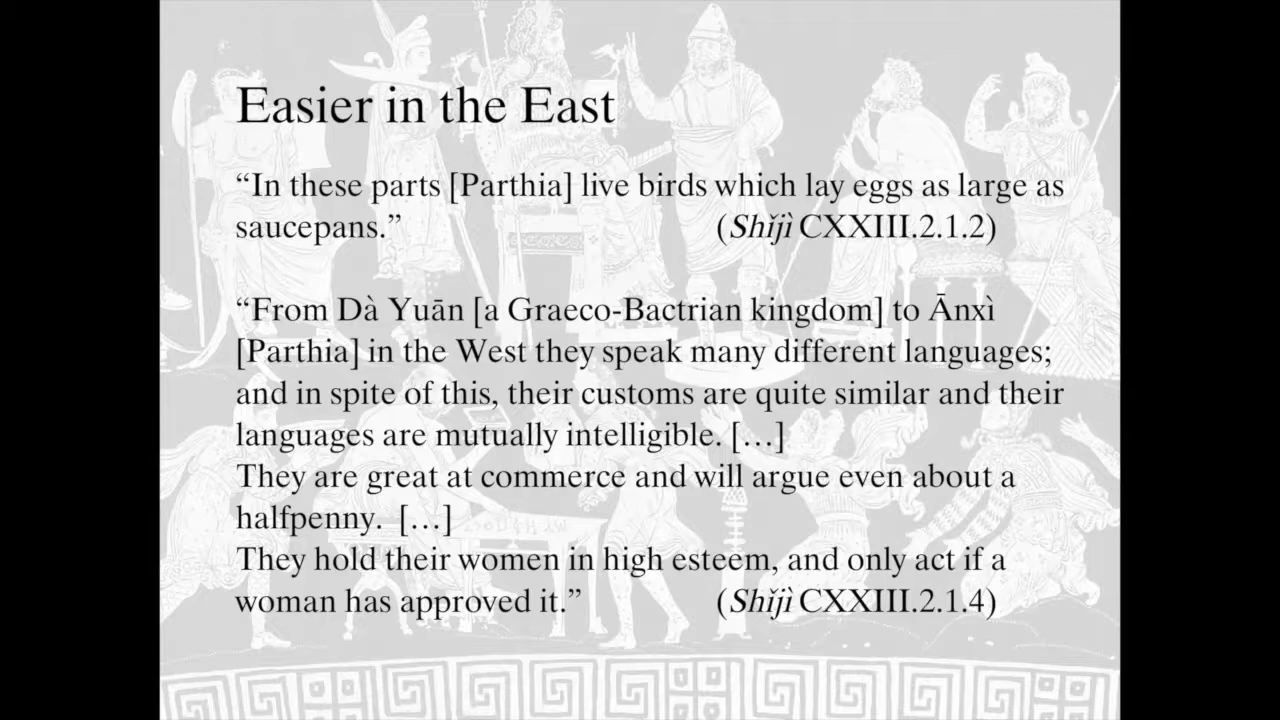 Easier in the East
“In these parts [Parthia] live birds which lay eggs as large as
saucepans.” (Shǐjì CXXIII.2.1.2)
“From Dà Yuān [a Graeco-Bactrian kingdom] to Ānxì
[Parthia] in the West they speak many different languages;
and in spite of this, their customs are quite similar and their
languages are mutually intelligible. […]
They are great at commerce and will argue even about a
halfpenny. […]
They hold their women in high esteem, and only act if a
woman has approved it.” (Shǐjì CXXIII.2.1.4)